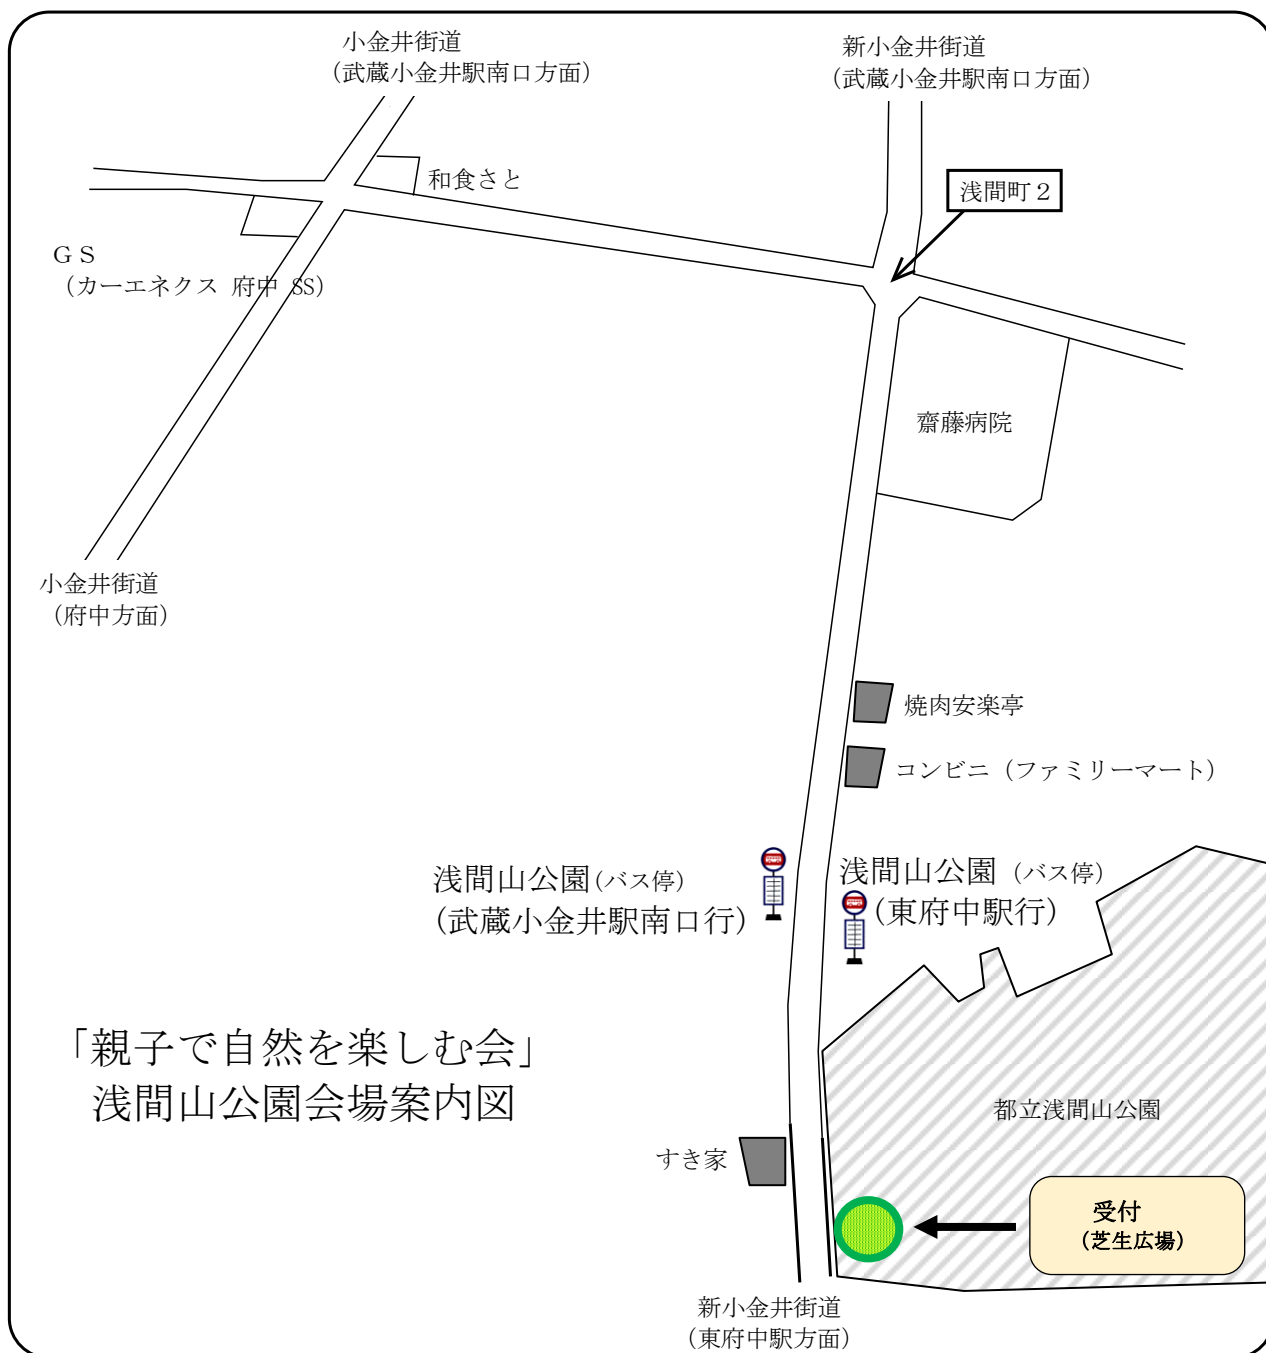 小金井街道
（武蔵小金井駅南口方面）
新小金井街道
（武蔵小金井駅南口方面）
浅間町２
和食さと
ＧＳ
（カーエネクス 府中 SS）
齋藤病院
小金井街道
（府中方面）
焼肉安楽亭
コンビニ（ファミリーマート）
浅間山公園(バス停)
(武蔵小金井駅南口行)
浅間山公園（バス停）
(東府中駅行)
「親子で自然を楽しむ会」
浅間山公園会場案内図
都立浅間山公園
すき家
受付
（芝生広場）
新小金井街道
（東府中駅方面）